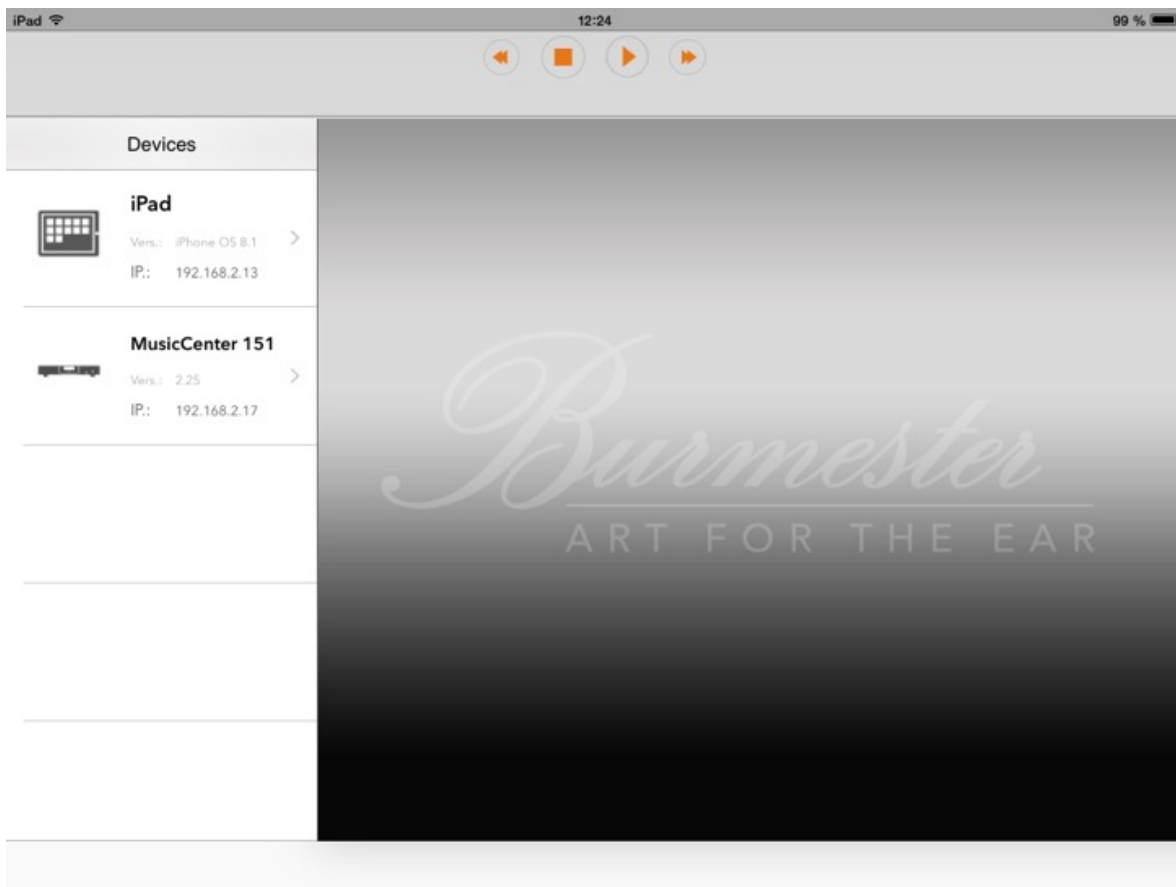 iPad 12:24 99 %
Devices
iPad
Vers.: iPhone OS 8.1
IP.: 192.168.2.13
MusicCenter 151
Vers.: 2.25
IP.: 192.168.2.17
Burmester
ART FOR THE EAR